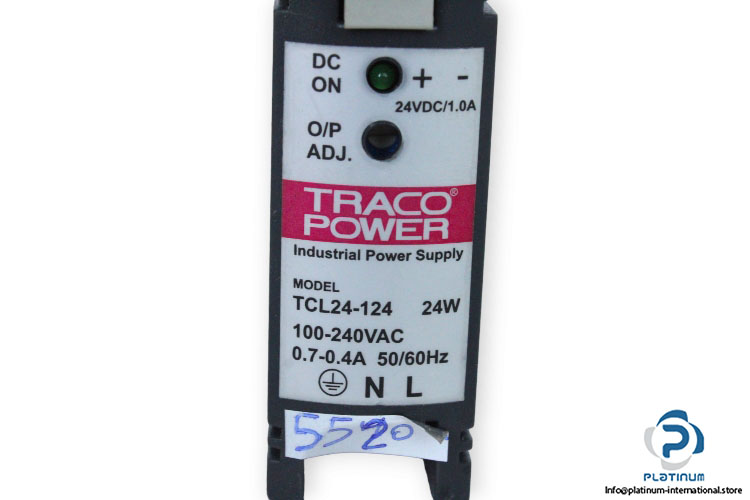 DC
ON
+ -
24VDC/1.0A
O/P
ADJ.
TRACO®
POWER
Industrial Power Supply
MODEL
TCL24-124 24W
100-240VAC
0.7-0.4A 50/60Hz
N L
5520
PLATINUM
Info@platinum-international.store